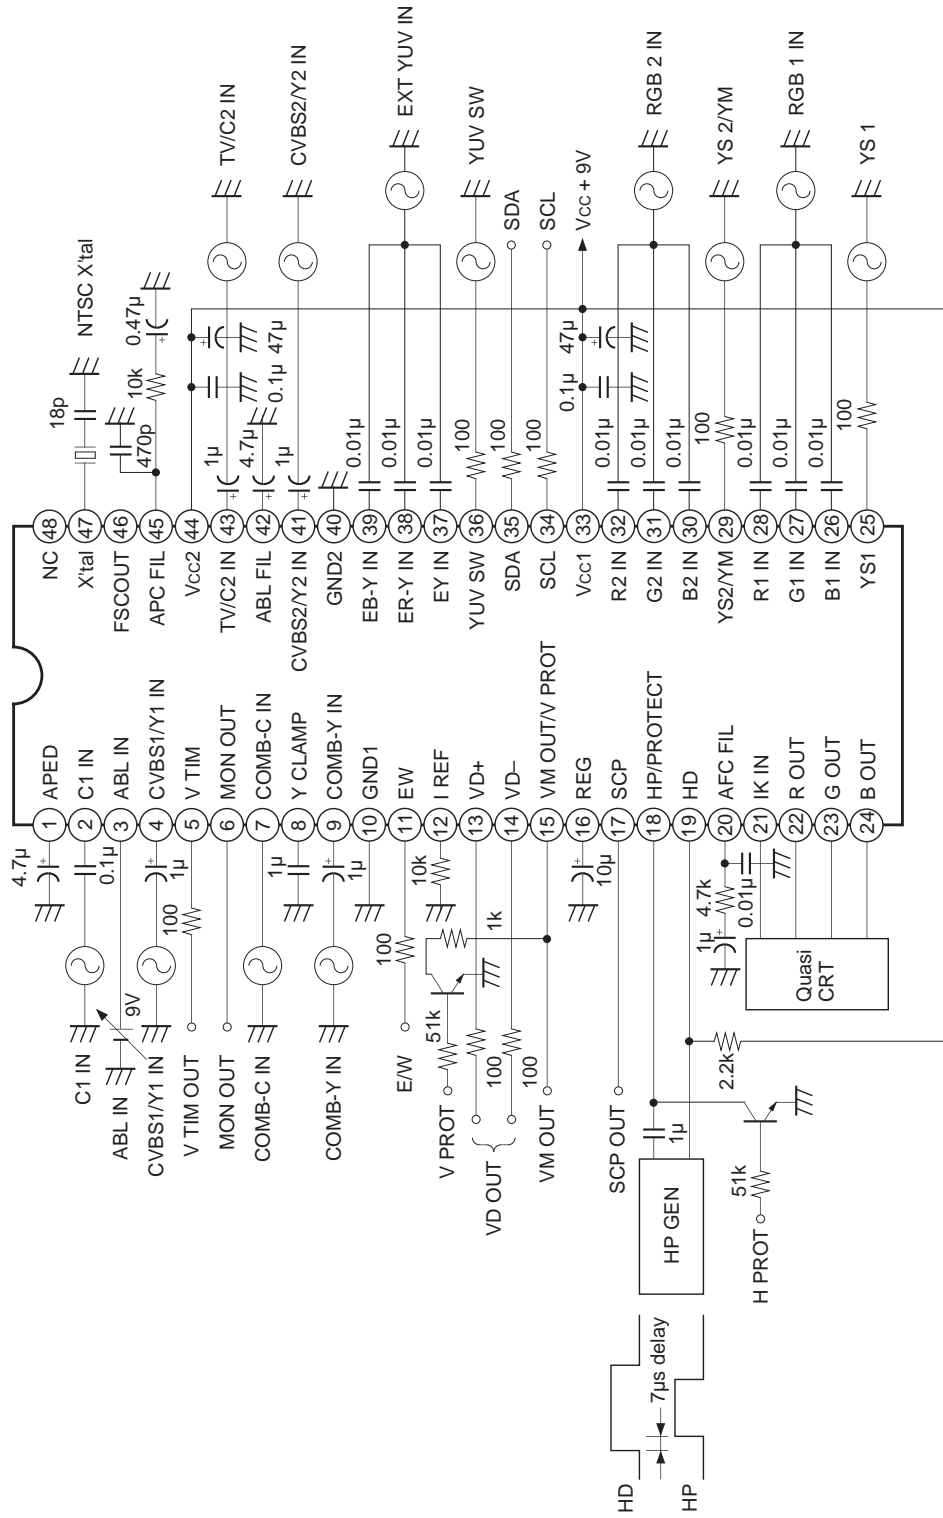 NTSC X'tal
TV/C2 IN
CVBS2/Y2 IN
EXT YUV IN
YUV SW
SDA
SCL
Vcc + 9V
RGB 2 IN
YS 2/YM
RGB 1 IN
YS 1
18p
0.47µ
10k
470p
47µ
0.1µ
1µ
4.7µ
1µ
0.01µ
0.01µ
0.01µ
100
100
100
0.1µ
47µ
0.01µ
0.01µ
0.01µ
100
0.01µ
0.01µ
0.01µ
100
48
47
46
45
44
43
42
41
40
39
38
37
36
35
34
33
32
31
30
29
28
27
26
25
NC
X'tal
FSCOUT
APC FIL
Vcc2
TV/C2 IN
ABL FIL
CVBS2/Y2 IN
GND2
EB-Y IN
ER-Y IN
EY IN
YUV SW
SDA
SCL
Vcc1
R2 IN
G2 IN
B2 IN
YS2/YM
R1 IN
G1 IN
B1 IN
YS1
APED
C1 IN
ABL IN
CVBS1/Y1 IN
V TIM
MON OUT
COMB-C IN
Y CLAMP
COMB-Y IN
GND1
EW
I REF
VD+
VD–
VM OUT/V PROT
REG
SCP
HP/PROTECT
HD
AFC FIL
IK IN
R OUT
G OUT
B OUT
1
2
3
4
5
6
7
8
9
10
11
12
13
14
15
16
17
18
19
20
21
22
23
24
4.7µ
0.1µ
1µ
100
1µ
1µ
100
10k
1k
51k
100
100
10µ
1µ
4.7k
0.01µ
9V
Quasi
CRT
2.2k
C1 IN
ABL IN
CVBS1/Y1 IN
V TIM OUT
MON OUT
COMB-C IN
COMB-Y IN
E/W
V PROT
VD OUT
VM OUT
SCP OUT
1µ
HP GEN
51k
H PROT
7µs delay
HD
HP